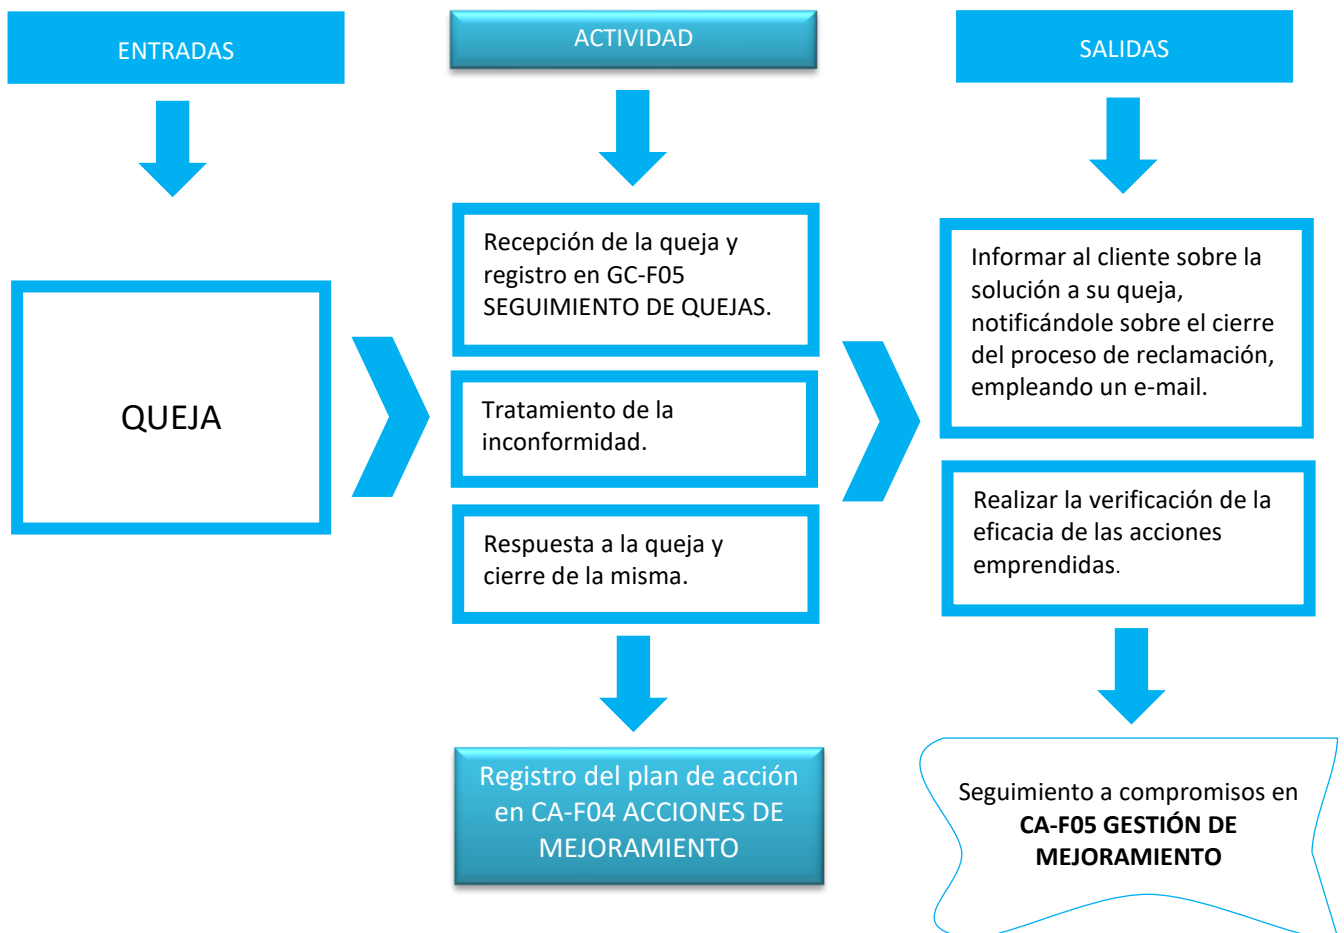 ENTRADAS
ACTIVIDAD
SALIDAS
QUEJA
Recepción de la queja y
registro en GC-F05
SEGUIMIENTO DE QUEJAS.
Tratamiento de la
inconformidad.
Respuesta a la queja y
cierre de la misma.
Registro del plan de acción
en CA-F04 ACCIONES DE
MEJORAMIENTO
Informar al cliente sobre la
solución a su queja,
notificándole sobre el cierre
del proceso de reclamación,
empleando un e-mail.
Realizar la verificación de la
eficacia de las acciones
emprendidas.
Seguimiento a compromisos en
CA-F05 GESTIÓN DE
MEJORAMIENTO